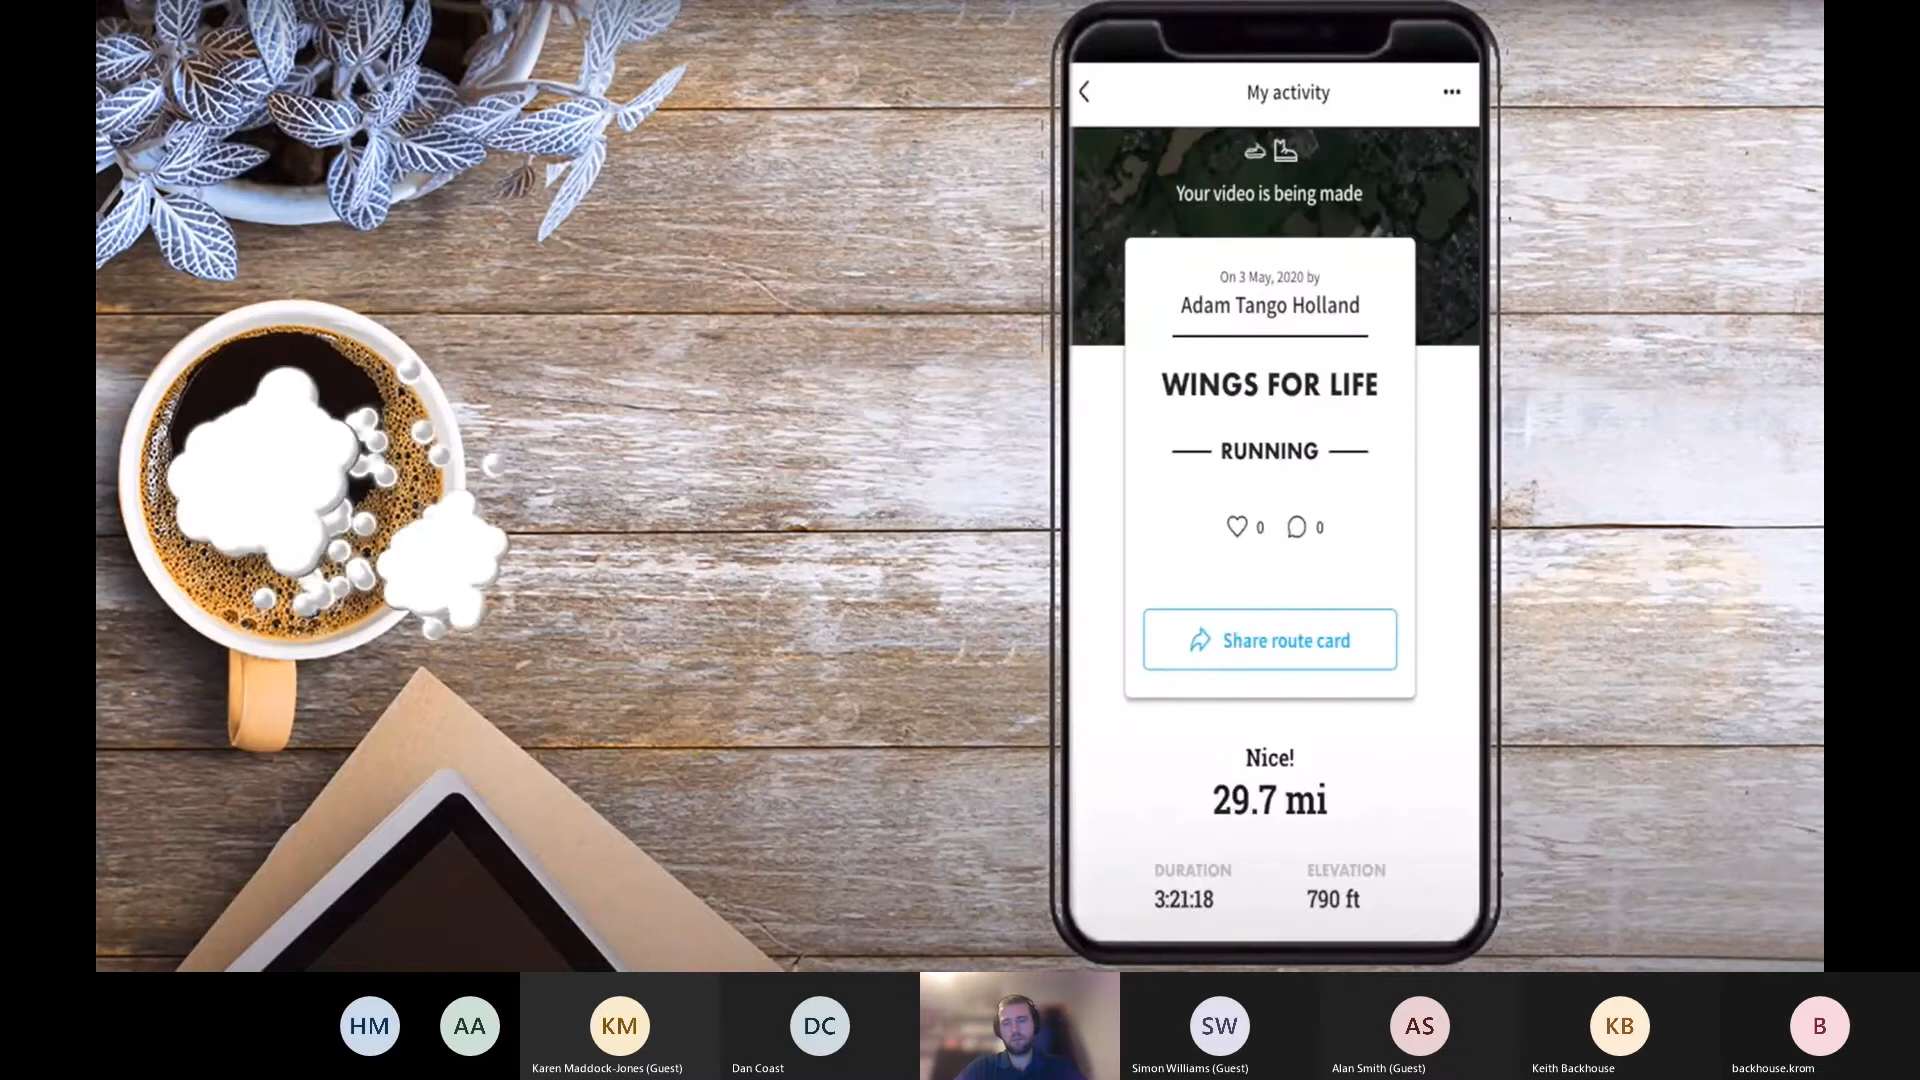 My activity
Your video is being made
On 3 May, 2020 by
Adam Tango Holland
WINGS FOR LIFE
RUNNING
0 0
Share route card
Nice!
29.7 mi
DURATION ELEVATION
3:21:18 790 ft
HM AA KM DC SW AS KB B
Karen Maddock-Jones (Guest) Dan Coast Simon Williams (Guest) Alan Smith (Guest) Keith Backhouse backhouse.krom